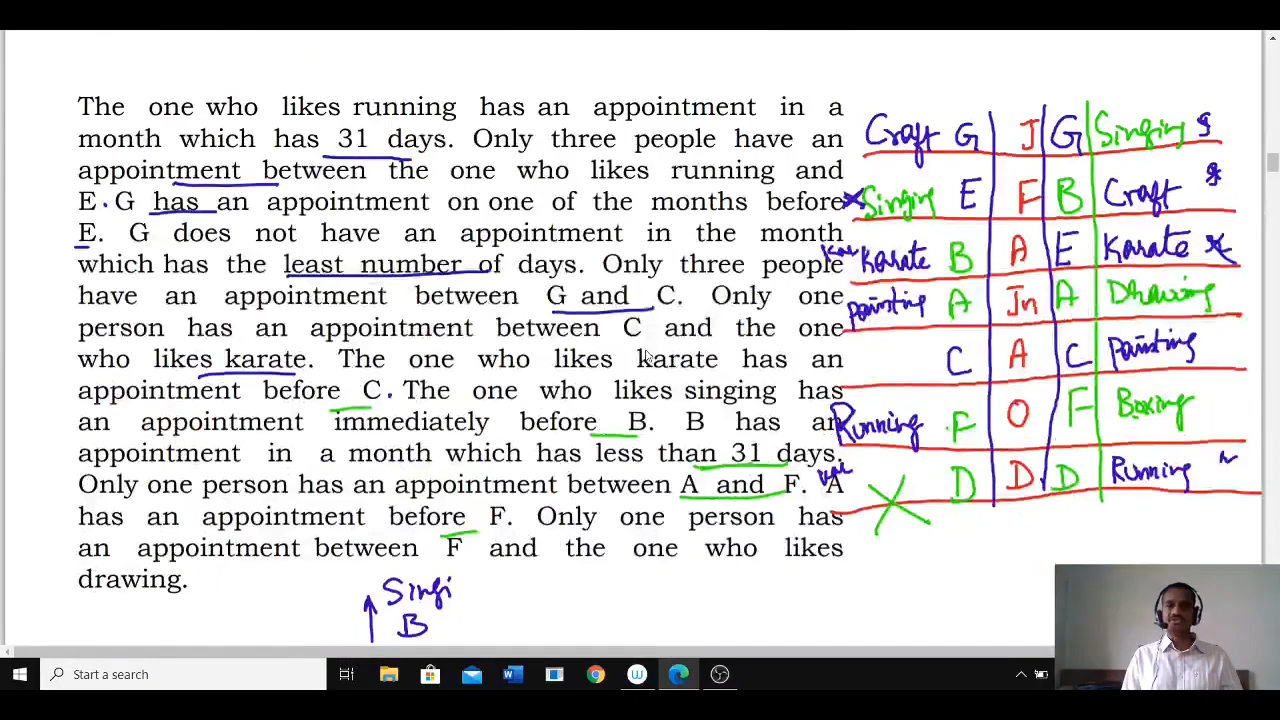 The one who likes running has an appointment in a
month which has 31 days. Only three people have an
appointment between the one who likes running and
E. G has an appointment on one of the months before
E. G does not have an appointment in the month
which has the least number of days. Only three people
have an appointment between G and C. Only one
person has an appointment between C and the one
who likes karate. The one who likes karate has an
appointment before C. The one who likes singing has
an appointment immediately before B. B has an
appointment in a month which has less than 31 days.
Only one person has an appointment between A and F. A
has an appointment before F. Only one person has
an appointment between F and the one who likes
drawing.
Singi
B
Craft G J G Singing
Singing E F B Craft
Karate B A E Karate
painting A Jn A Drawing
C A C painting
Running F O F Boxing
D D D Running
Start a search